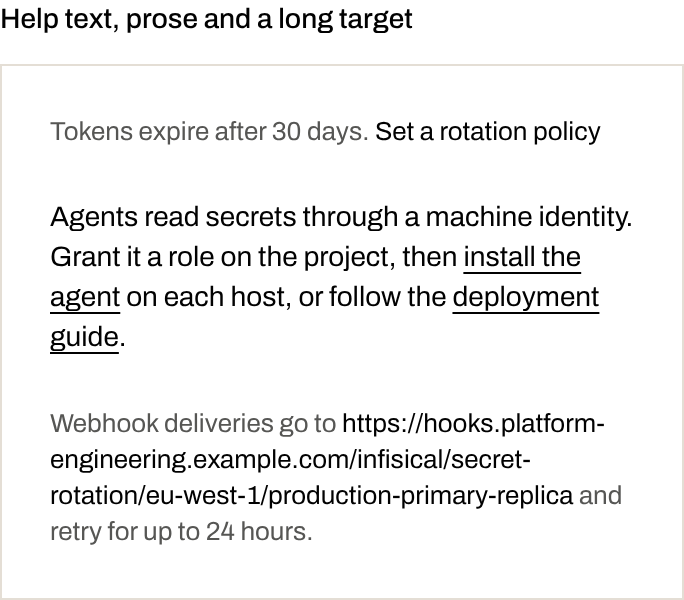 Help text, prose and a long target
Tokens expire after 30 days. Set a rotation policy
Agents read secrets through a machine identity.
Grant it a role on the project, then install the
agent on each host, or follow the deployment
guide.
Webhook deliveries go to https://hooks.platform-
engineering.example.com/infisical/secret-
rotation/eu-west-1/production-primary-replica and
retry for up to 24 hours.